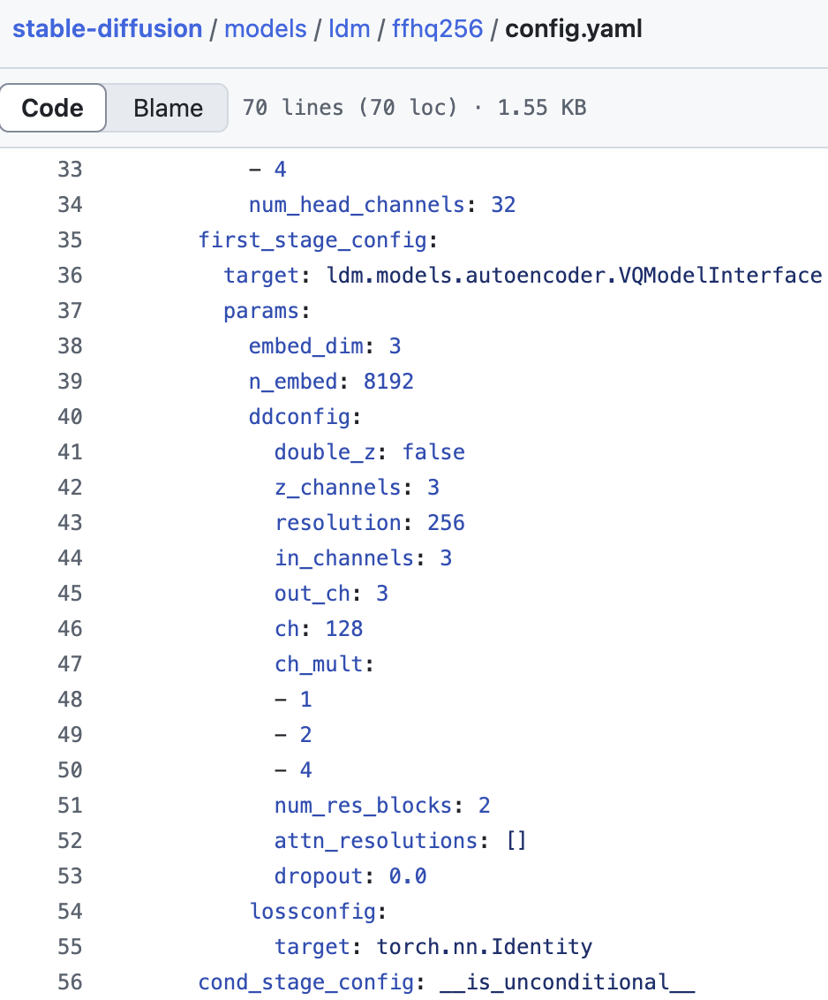 stable-diffusion / models / ldm / ffhq256 / config.yaml
Code Blame 70 lines (70 loc) · 1.55 KB
33 - 4
34 num_head_channels: 32
35 first_stage_config:
36 target: ldm.models.autoencoder.VQModelInterface
37 params:
38 embed_dim: 3
39 n_embed: 8192
40 ddconfig:
41 double_z: false
42 z_channels: 3
43 resolution: 256
44 in_channels: 3
45 out_ch: 3
46 ch: 128
47 ch_mult:
48 - 1
49 - 2
50 - 4
51 num_res_blocks: 2
52 attn_resolutions: []
53 dropout: 0.0
54 lossconfig:
55 target: torch.nn.Identity
56 cond_stage_config: __is_unconditional__